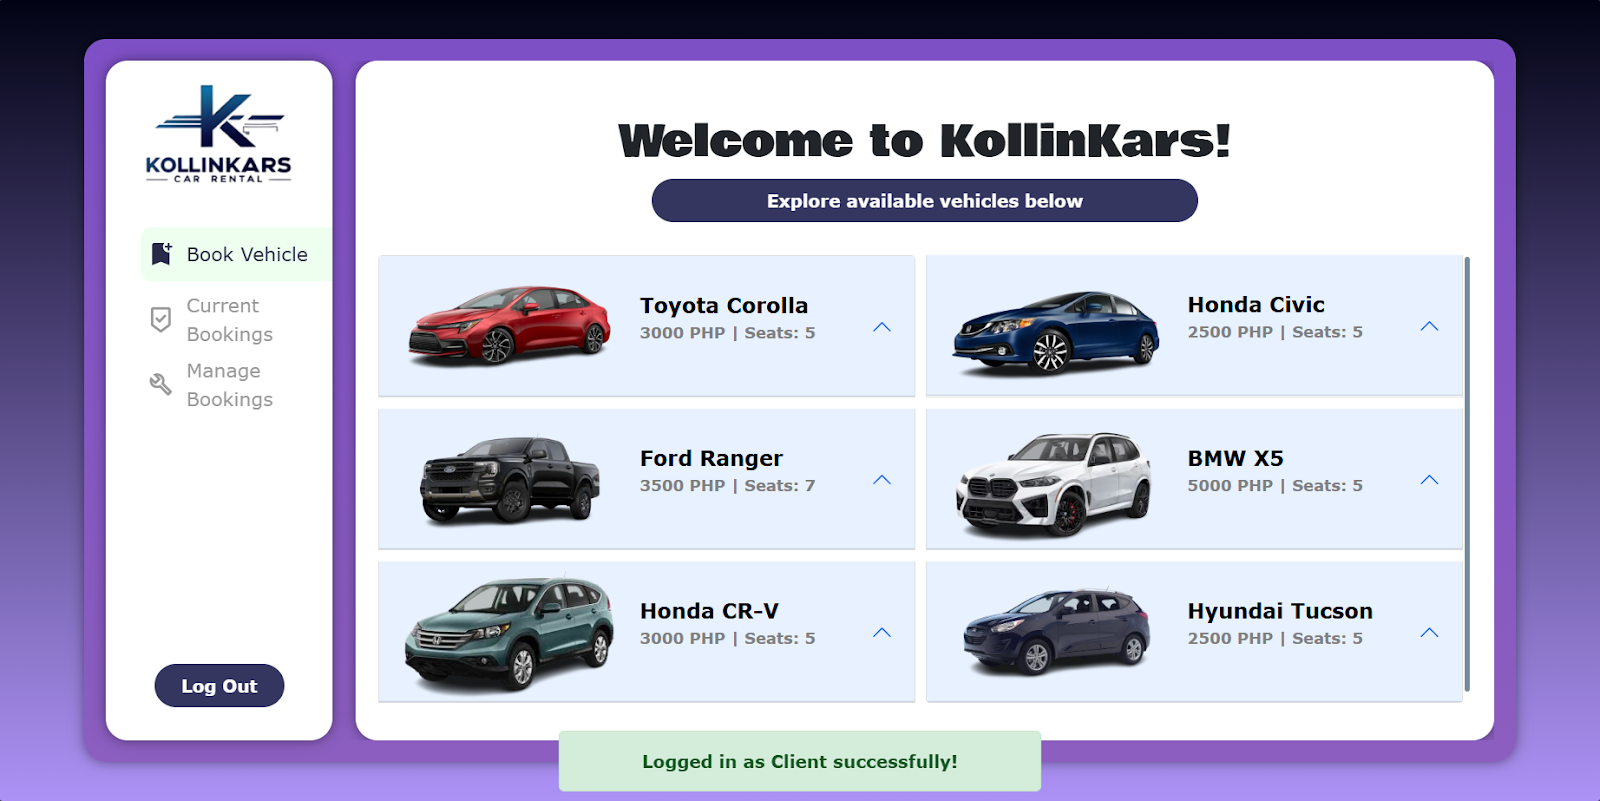 KOLLINKARS
CAR RENTAL
Book Vehicle
Current
Bookings
Manage
Bookings
Log Out
Welcome to KollinKars!
Explore available vehicles below
Toyota Corolla
3000 PHP | Seats: 5
Honda Civic
2500 PHP | Seats: 5
Ford Ranger
3500 PHP | Seats: 7
BMW X5
5000 PHP | Seats: 5
Honda CR-V
3000 PHP | Seats: 5
Hyundai Tucson
2500 PHP | Seats: 5
Logged in as Client successfully!